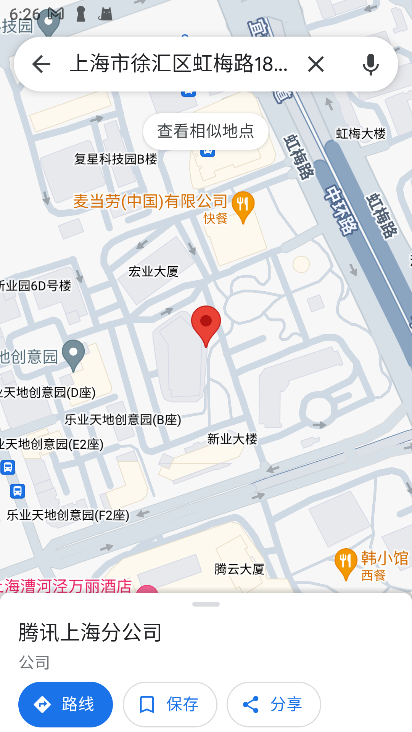 6:26
科技园
上海市徐汇区虹梅路18...
查看相似地点
虹梅大楼
复星科技园B楼
虹梅路
中环路
虹梅路
麦当劳(中国)有限公司
快餐
宏业大厦
新业园6D号楼
地创意园
业天地创意园(D座)
乐业天地创意园(B座)
业天地创意园(E2座)
新业大楼
乐业天地创意园(F2座)
腾云大厦
韩小馆
西餐
上海漕河泾万丽酒店
腾讯上海分公司
公司
路线
保存
分享